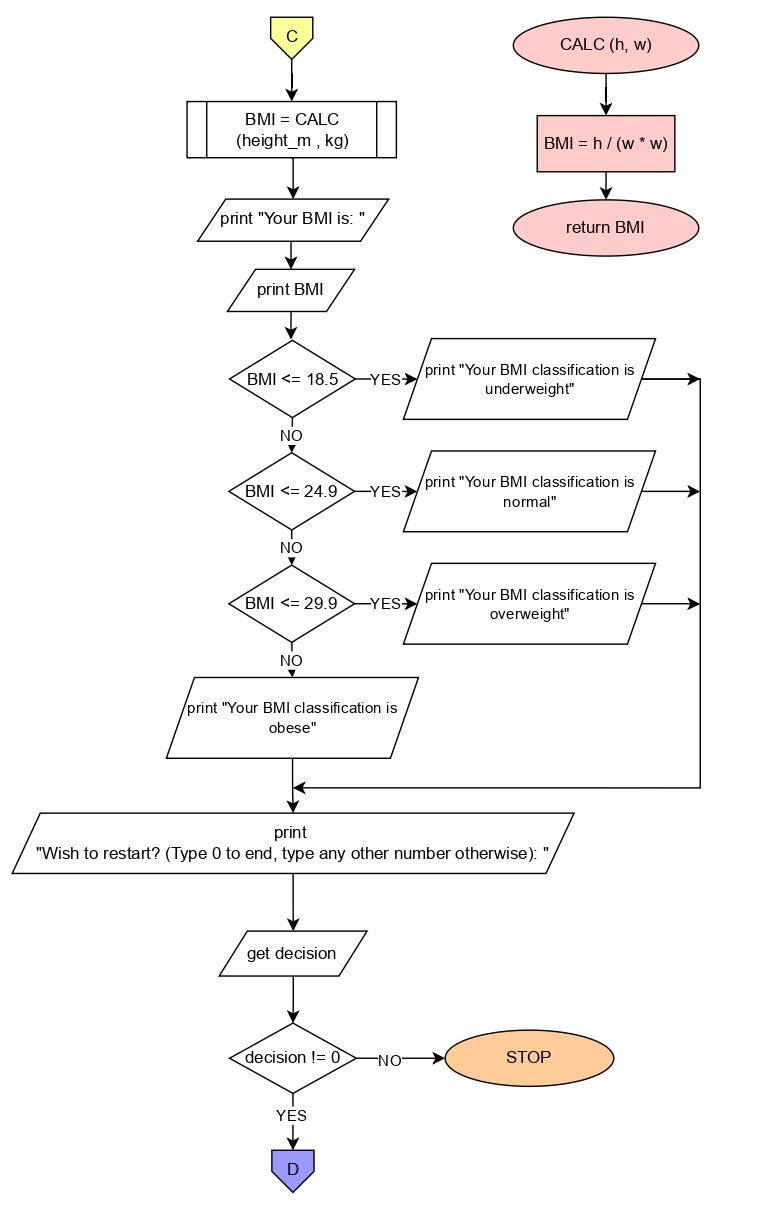 C
BMI = CALC
(height_m , kg)
print "Your BMI is: "
print BMI
BMI <= 18.5
YES
print "Your BMI classification is
underweight"
NO
BMI <= 24.9
YES
print "Your BMI classification is
normal"
NO
BMI <= 29.9
YES
print "Your BMI classification is
overweight"
NO
print "Your BMI classification is
obese"
print
"Wish to restart? (Type 0 to end, type any other number otherwise): "
get decision
decision != 0
NO
STOP
YES
D
CALC (h, w)
BMI = h / (w * w)
return BMI